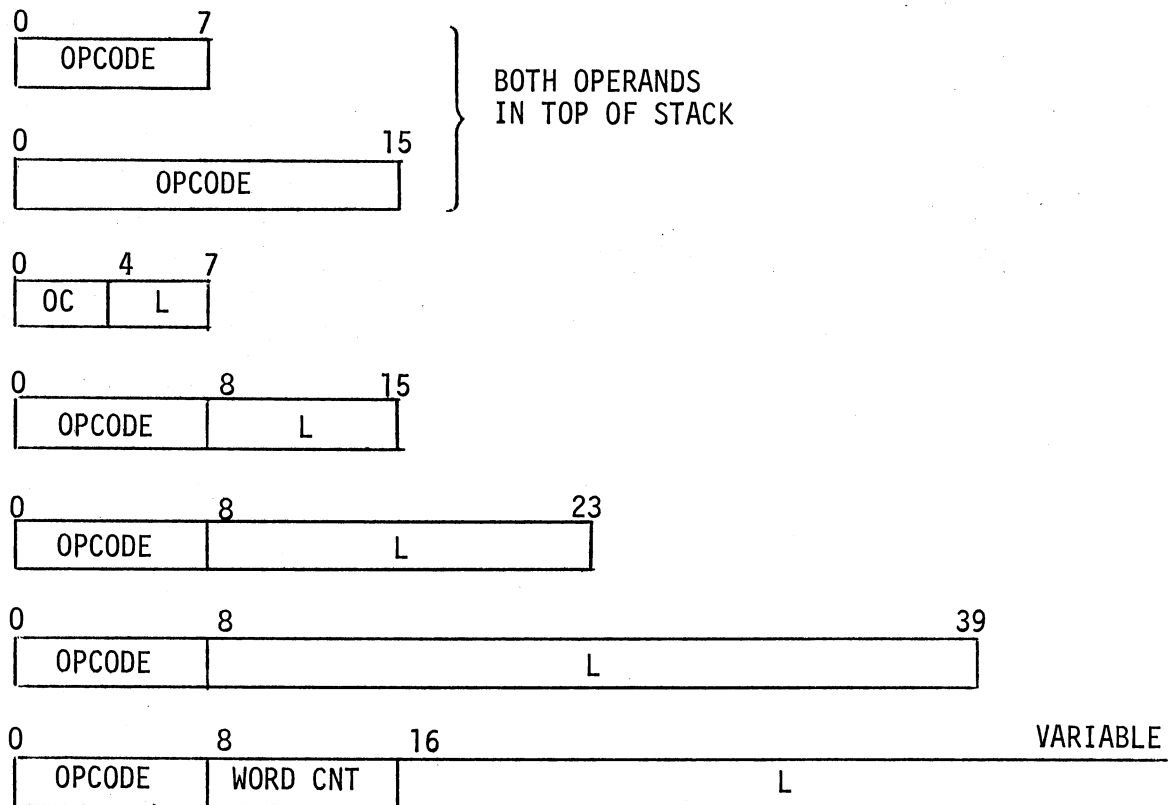 0 7
OPCODE
BOTH OPERANDS
IN TOP OF STACK
0 15
OPCODE
0 4 7
OC L
0 8 15
OPCODE L
0 8 23
OPCODE L
0 8 39
OPCODE L
0 8 16 VARIABLE
OPCODE WORD CNT L